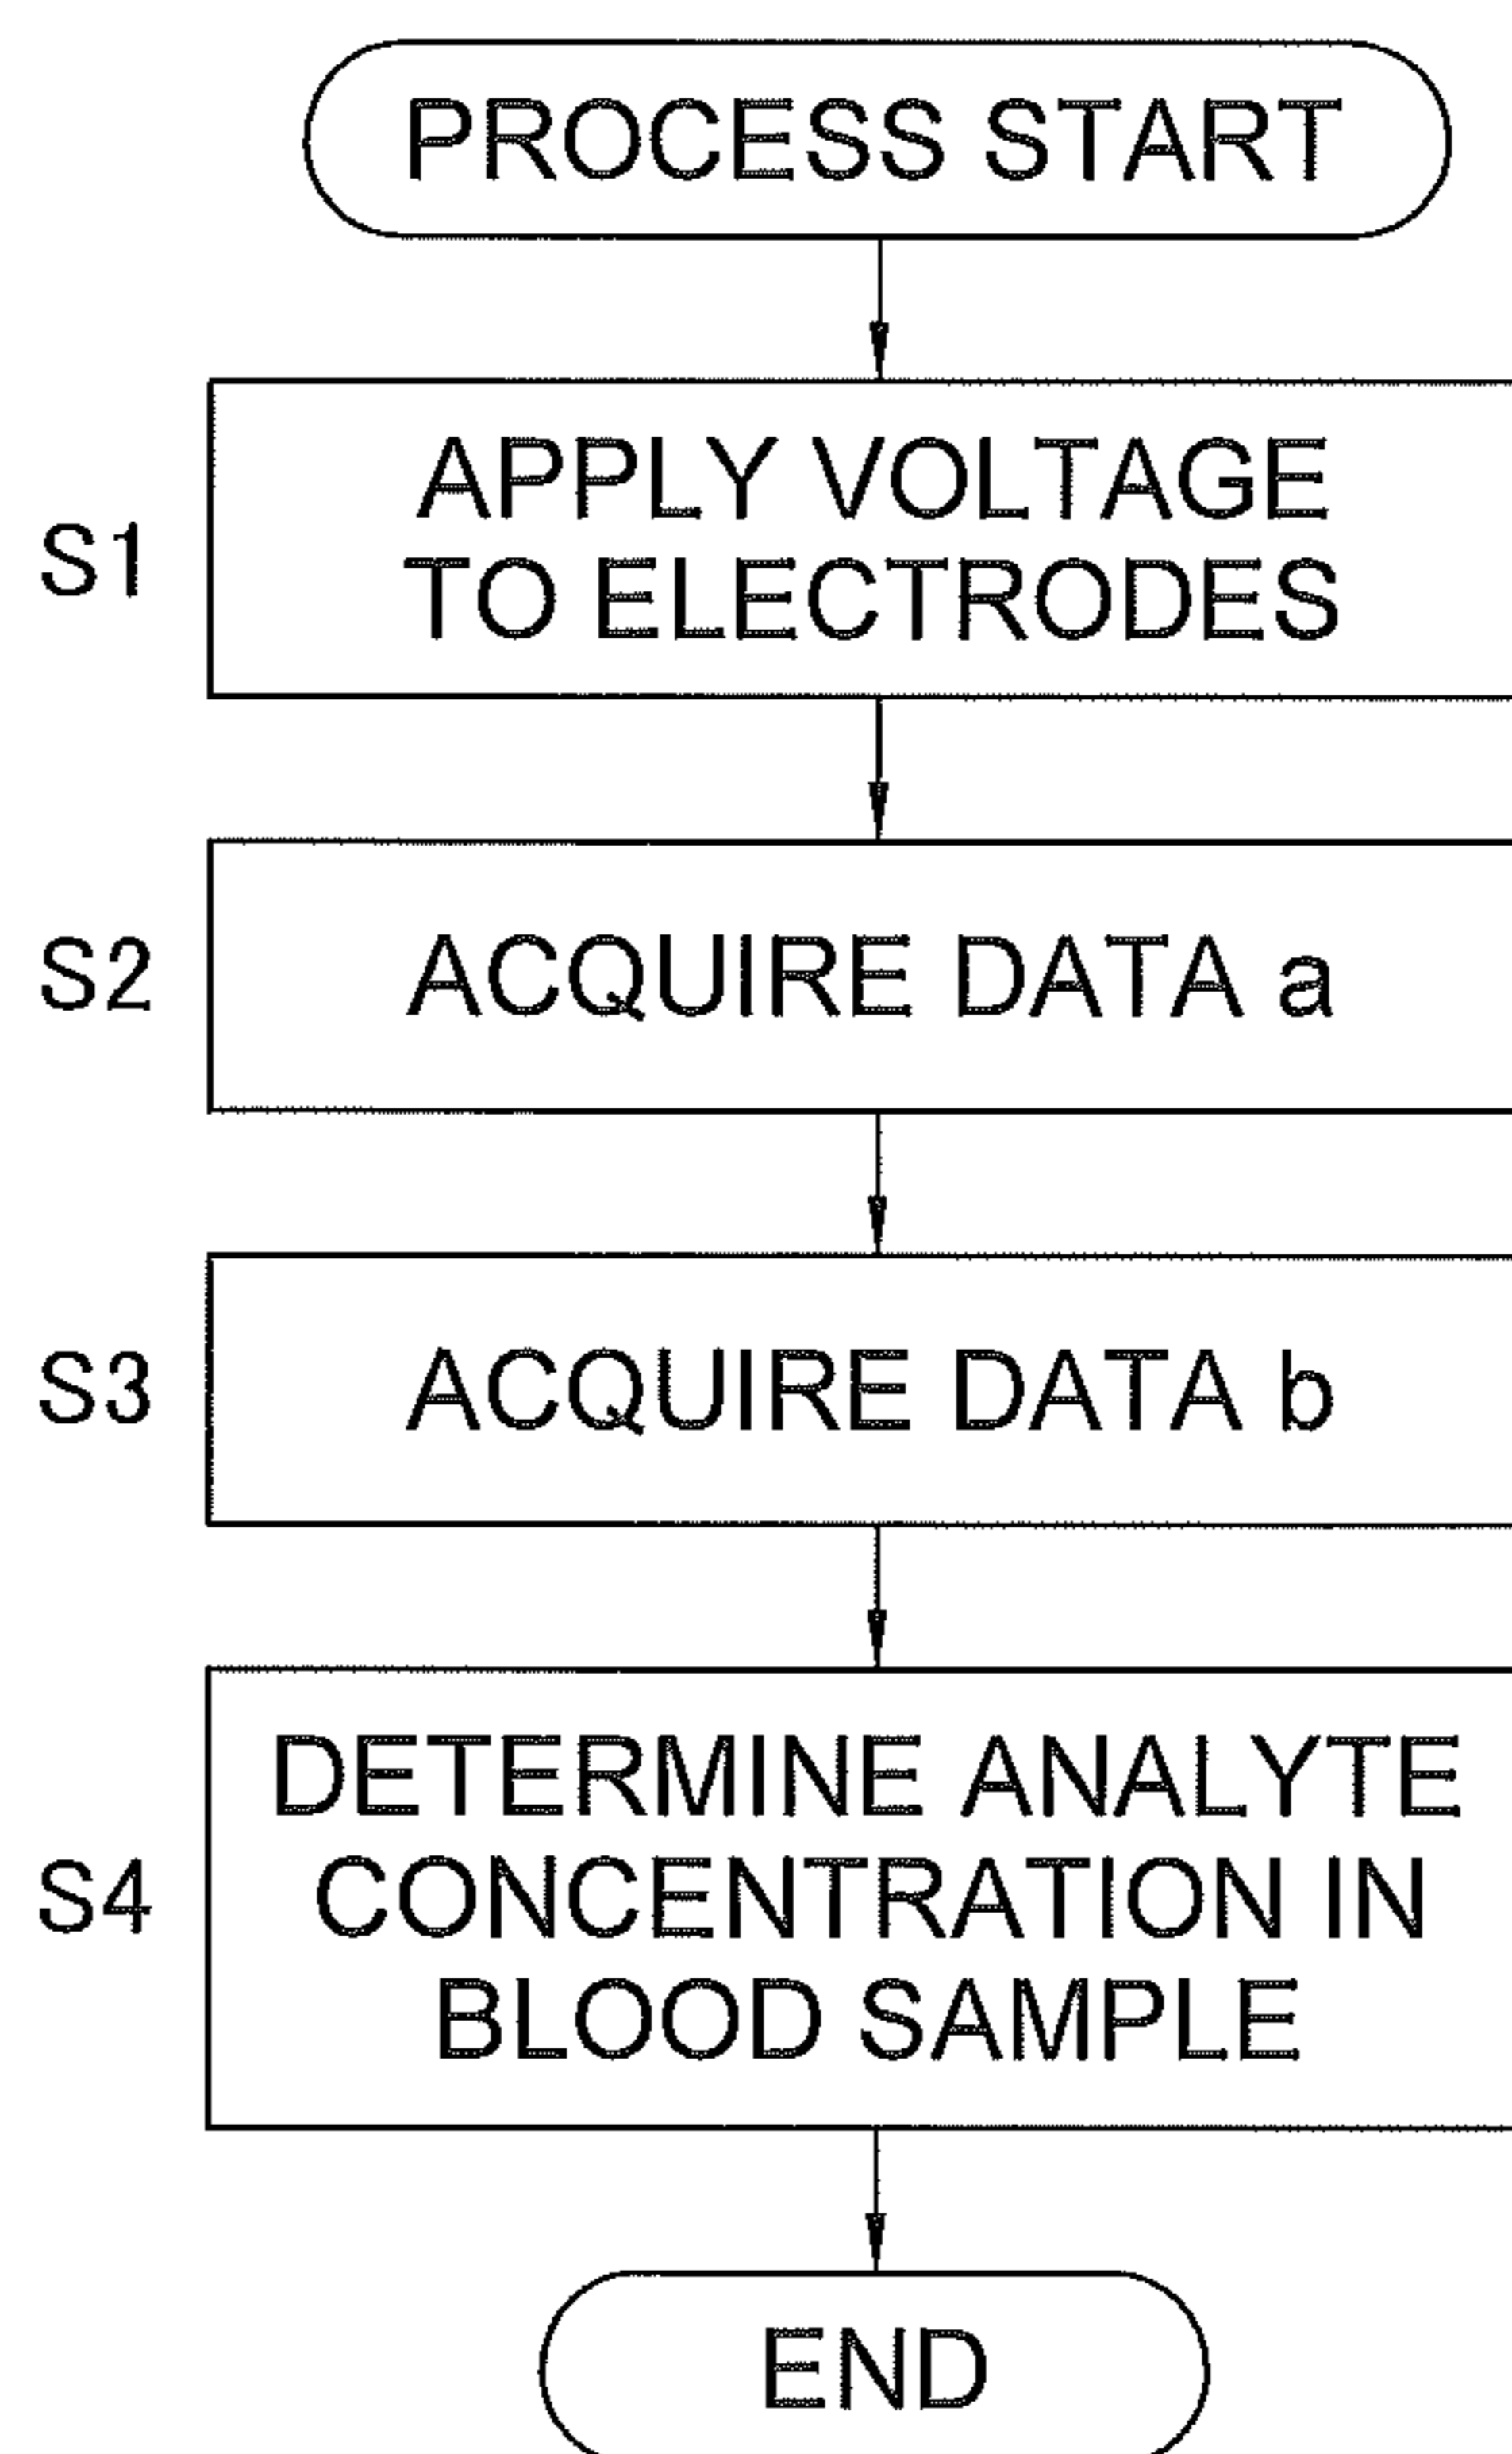 PROCESS START
S1
APPLY VOLTAGE
TO ELECTRODES
S2
ACQUIRE DATA a
S3
ACQUIRE DATA b
S4
DETERMINE ANALYTE
CONCENTRATION IN
BLOOD SAMPLE
END